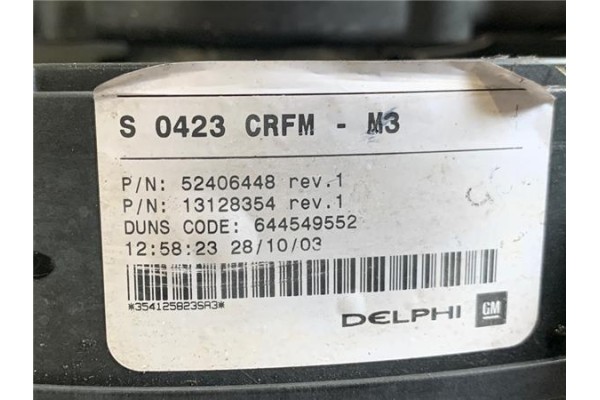 S 0423 CRFM - M3
P/N: 52406448 rev.1
P/N: 13128354 rev.1
DUNS CODE: 644549552
12:58:23 28/10/03
*354125823SA3*
DELPHI GM